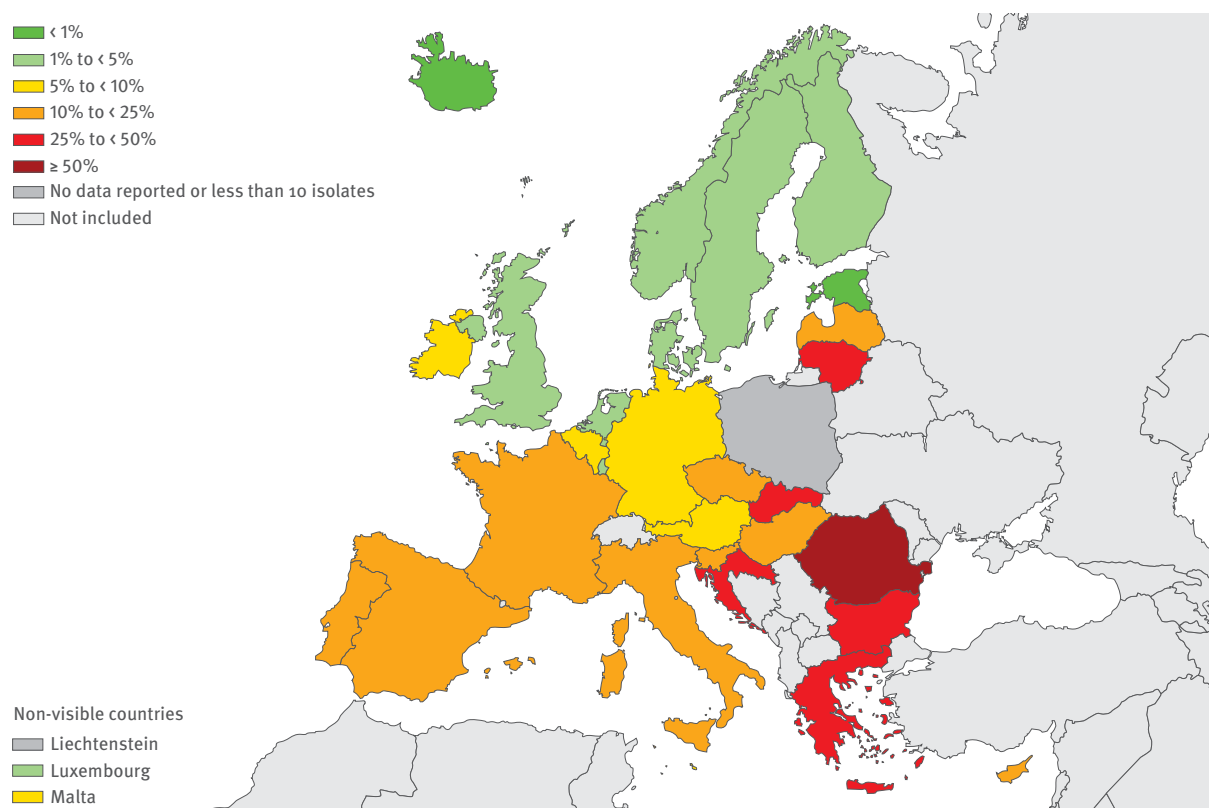 < 1%
1% to < 5%
5% to < 10%
10% to < 25%
25% to < 50%
≥ 50%
No data reported or less than 10 isolates
Not included
Non-visible countries
Liechtenstein
Luxembourg
Malta